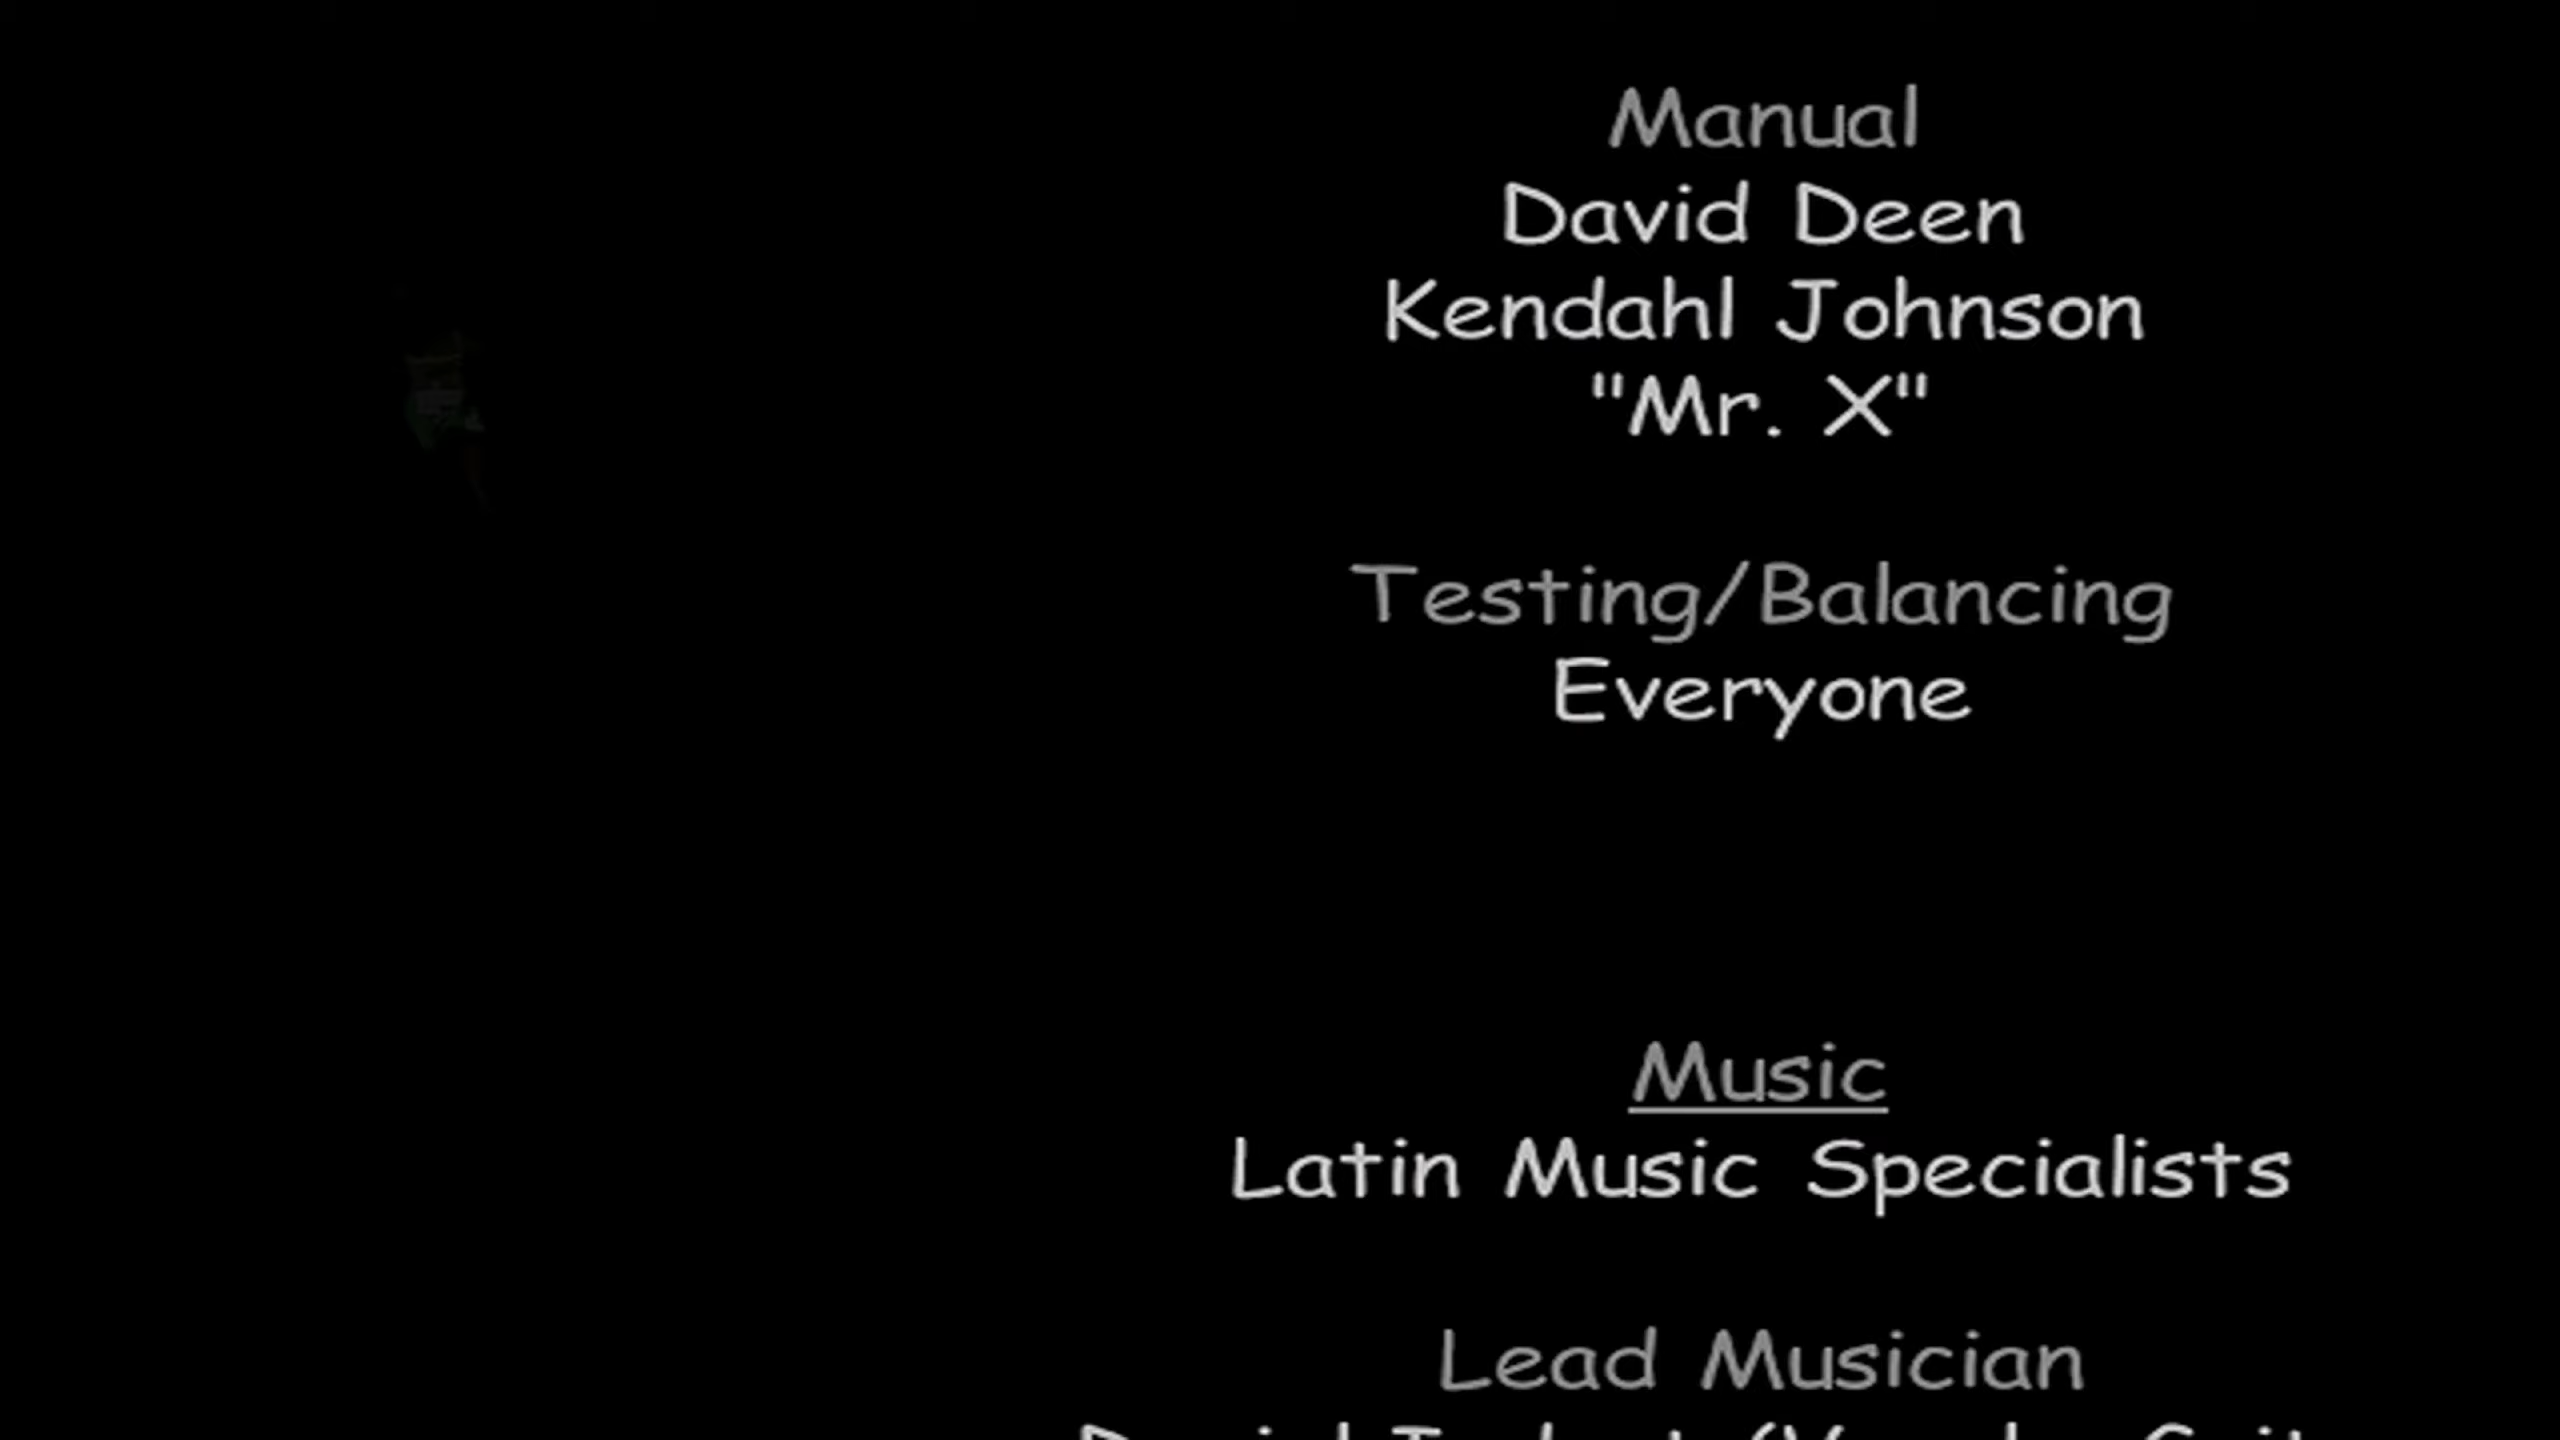 Manual
David Deen
Kendahl Johnson
"Mr. X"
Testing/Balancing
Everyone
Music
Latin Music Specialists
Lead Musician